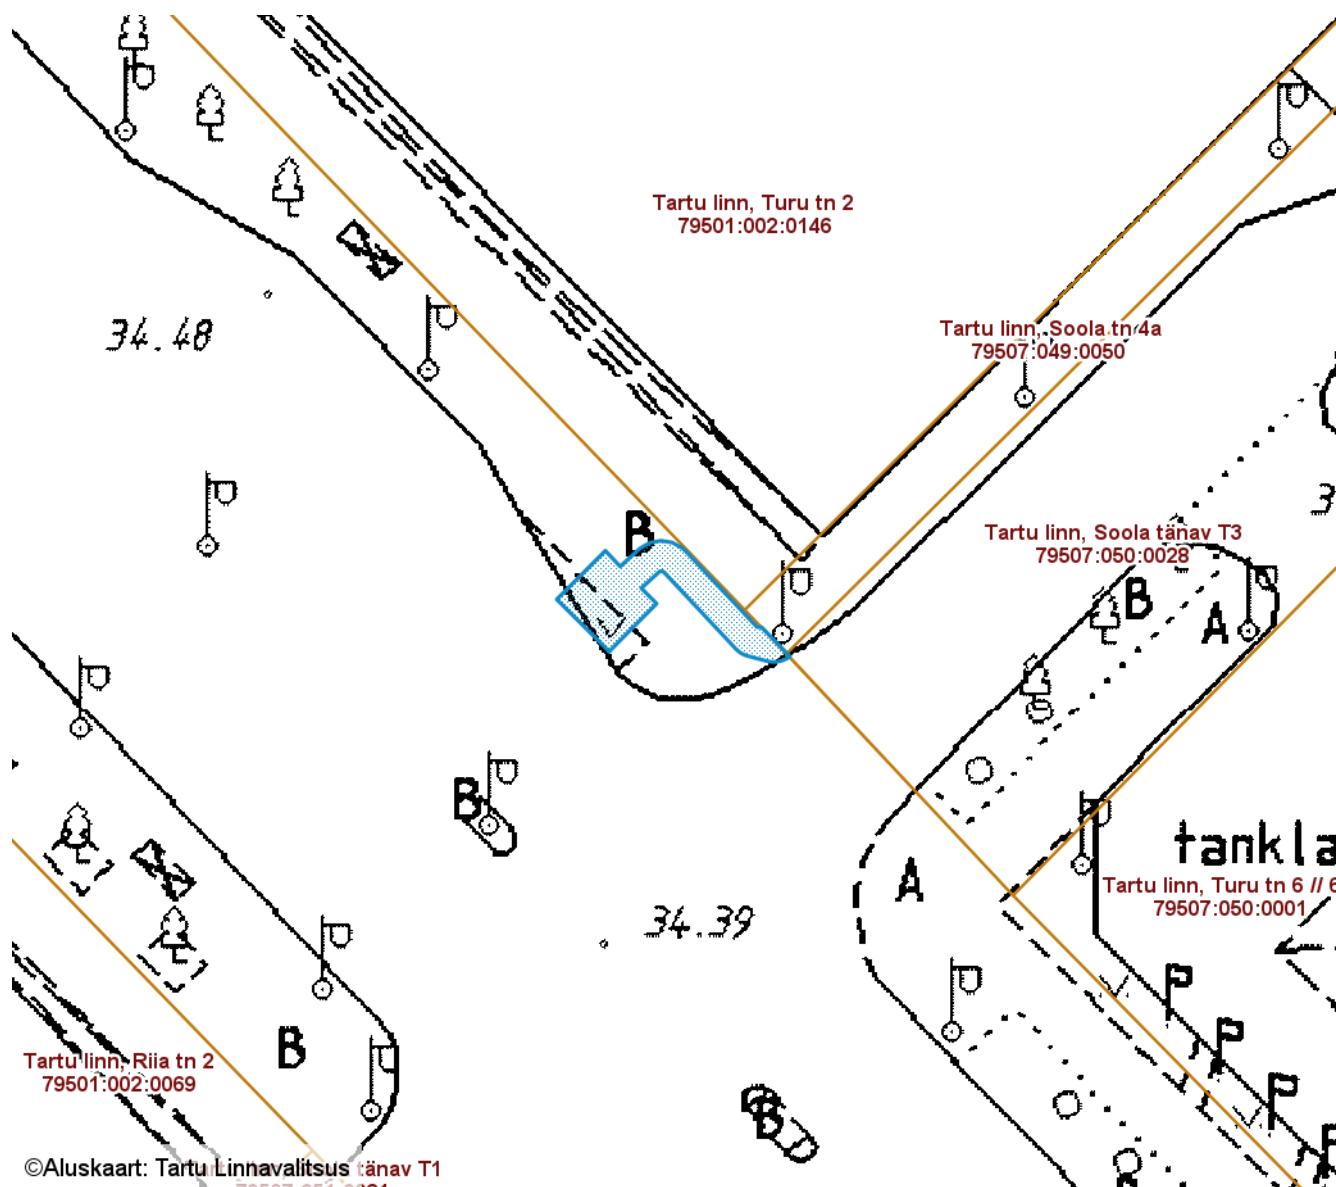 Tartu linn, Turu tn 2
79501:002:0146
34.48
Tartu linn, Soola tn 4a
79507:049:0050
B
Tartu linn, Soola tänav T3
79507:050:0028
B
A
B
A
tankla
Tartu linn, Turu tn 6 // 6
79507:050:0001
34.39
B
Tartu linn, Riia tn 2
79501:002:0069
B
©Aluskaart: Tartu Linnavalitsus
tänav T1